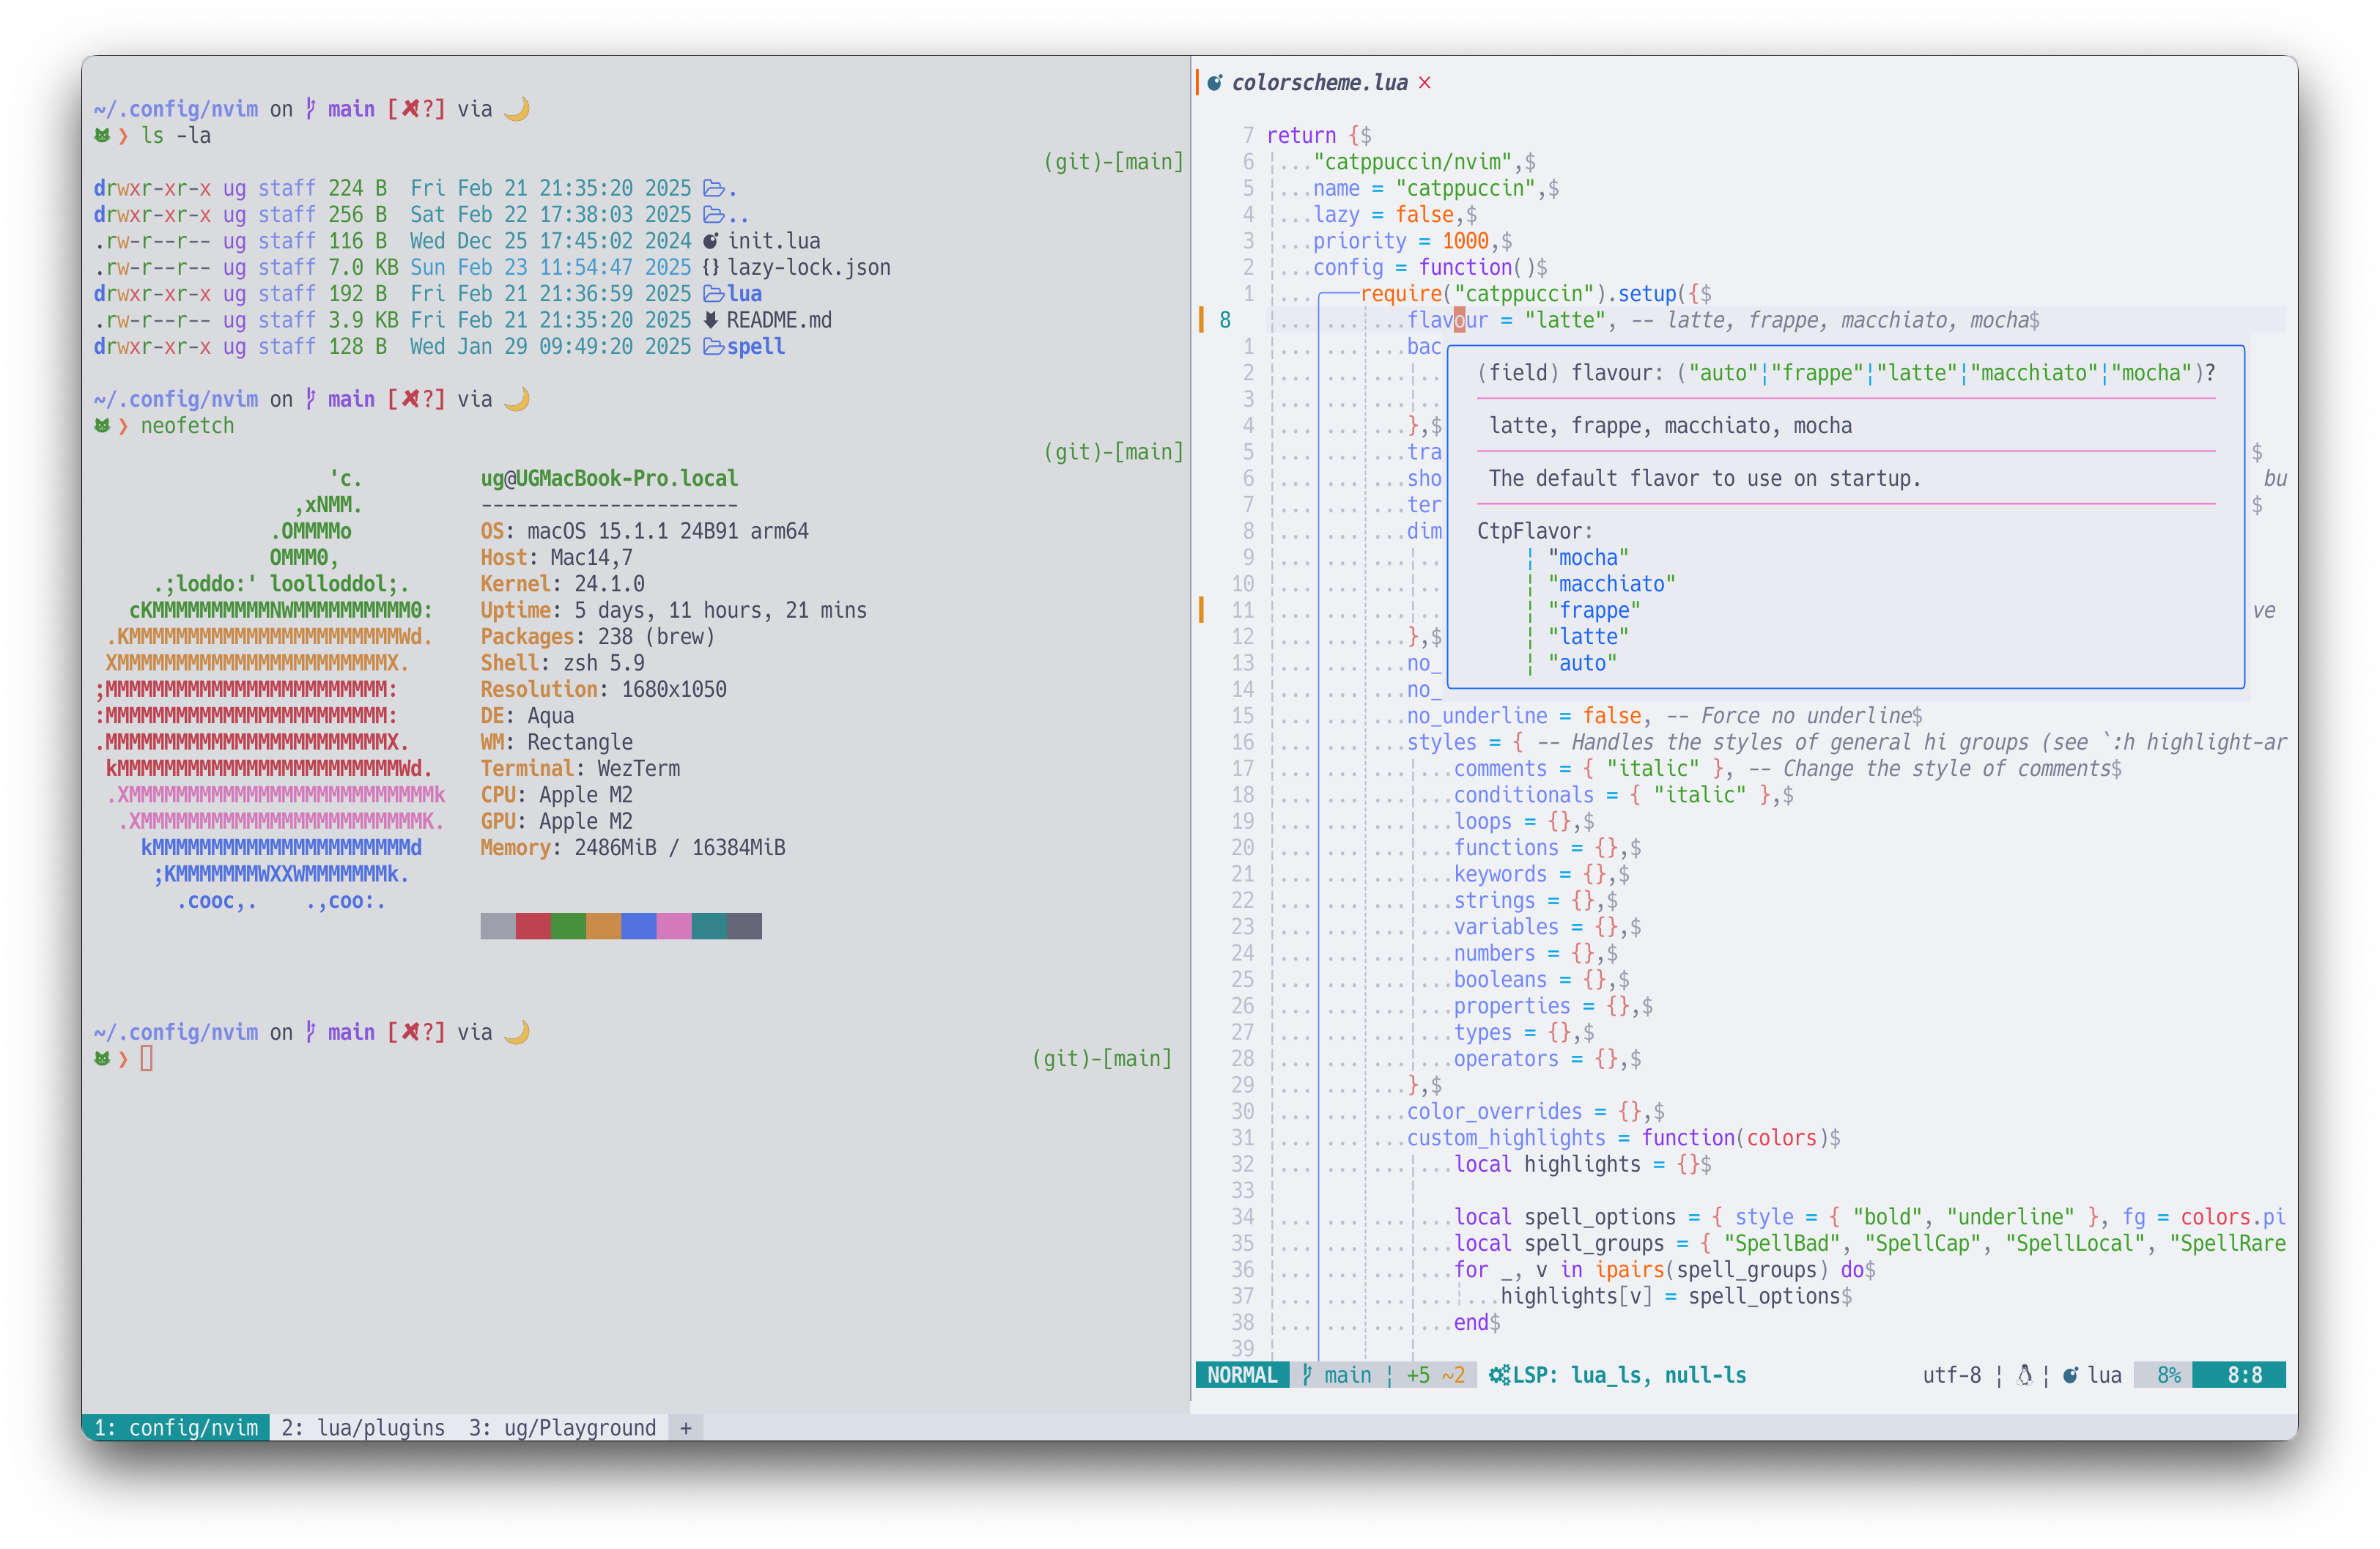 ~/.config/nvim on main [✘!?] via 🌙
❯ ls -la
(git)-[main]
drwxr-xr-x ug staff 224 B  Fri Feb 21 21:35:20 2025 .
drwxr-xr-x ug staff 256 B  Sat Feb 22 17:38:03 2025 ..
.rw-r--r-- ug staff 116 B  Wed Dec 25 17:45:02 2024 init.lua
.rw-r--r-- ug staff 7.0 KB Sun Feb 23 11:54:47 2025 {} lazy-lock.json
drwxr-xr-x ug staff 192 B  Fri Feb 21 21:36:59 2025 lua
.rw-r--r-- ug staff 3.9 KB Fri Feb 21 21:35:20 2025 README.md
drwxr-xr-x ug staff 128 B  Wed Jan 29 09:49:20 2025 spell
~/.config/nvim on main [✘!?] via 🌙
❯ neofetch
(git)-[main]
'c.
,xNMM.
.OMMMMo
OMMM0,
.;loddo:' loolloddol;.
cKMMMMMMMMMMNWMMMMMMMMMM0:
.KMMMMMMMMMMMMMMMMMMMMMMMWd.
XMMMMMMMMMMMMMMMMMMMMMMMX.
;MMMMMMMMMMMMMMMMMMMMMMMM:
:MMMMMMMMMMMMMMMMMMMMMMMM:
.MMMMMMMMMMMMMMMMMMMMMMMMX.
kMMMMMMMMMMMMMMMMMMMMMMMMWd.
.XMMMMMMMMMMMMMMMMMMMMMMMMMMk
.XMMMMMMMMMMMMMMMMMMMMMMMMK.
kMMMMMMMMMMMMMMMMMMMMMMd
;KMMMMMMMWXXWMMMMMMMk.
.cooc,.    .,coo:.
ug@UGMacBook-Pro.local
----------------------
OS: macOS 15.1.1 24B91 arm64
Host: Mac14,7
Kernel: 24.1.0
Uptime: 5 days, 11 hours, 21 mins
Packages: 238 (brew)
Shell: zsh 5.9
Resolution: 1680x1050
DE: Aqua
WM: Rectangle
Terminal: WezTerm
CPU: Apple M2
GPU: Apple M2
Memory: 2486MiB / 16384MiB
~/.config/nvim on main [✘!?] via 🌙
❯
(git)-[main]
colorscheme.lua ×
7 return {$
6 ..."catppuccin/nvim",$
5 ...name = "catppuccin",$
4 ...lazy = false,$
3 ...priority = 1000,$
2 ...config = function()$
1 ... require("catppuccin").setup({$
8 ... ... ...flavour = "latte", -- latte, frappe, macchiato, mocha$
1 ... ... ...bac
2 ... ... ... ..
3 ... ... ... ..
4 ... ... ...},$
5 ... ... ...tra $
6 ... ... ...sho bu
7 ... ... ...ter $
8 ... ... ...dim
9 ... ... ... ..
10 ... ... ... ..
11 ... ... ... .. ve
12 ... ... ...},$
13 ... ... ...no_
14 ... ... ...no_
(field) flavour: ("auto"|"frappe"|"latte"|"macchiato"|"mocha")?
latte, frappe, macchiato, mocha
The default flavor to use on startup.
CtpFlavor:
| "mocha"
| "macchiato"
| "frappe"
| "latte"
| "auto"
15 ... ... ...no_underline = false, -- Force no underline$
16 ... ... ...styles = { -- Handles the styles of general hi groups (see `:h highlight-ar
17 ... ... ... ...comments = { "italic" }, -- Change the style of comments$
18 ... ... ... ...conditionals = { "italic" },$
19 ... ... ... ...loops = {},$
20 ... ... ... ...functions = {},$
21 ... ... ... ...keywords = {},$
22 ... ... ... ...strings = {},$
23 ... ... ... ...variables = {},$
24 ... ... ... ...numbers = {},$
25 ... ... ... ...booleans = {},$
26 ... ... ... ...properties = {},$
27 ... ... ... ...types = {},$
28 ... ... ... ...operators = {},$
29 ... ... ...},$
30 ... ... ...color_overrides = {},$
31 ... ... ...custom_highlights = function(colors)$
32 ... ... ... ...local highlights = {}$
33
34 ... ... ... ...local spell_options = { style = { "bold", "underline" }, fg = colors.pi
35 ... ... ... ...local spell_groups = { "SpellBad", "SpellCap", "SpellLocal", "SpellRare
36 ... ... ... ...for _, v in ipairs(spell_groups) do$
37 ... ... ... ... ...highlights[v] = spell_options$
38 ... ... ... ...end$
39
NORMAL main | +5 ~2 LSP: lua_ls, null-ls utf-8 | | lua 8% 8:8
1: config/nvim 2: lua/plugins 3: ug/Playground +